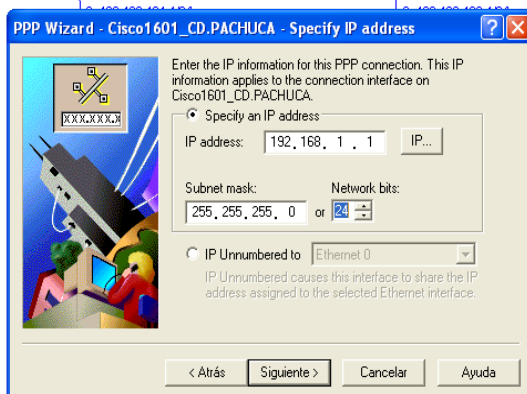 PPP Wizard - Cisco1601_CD.PACHUCA - Specify IP address
Enter the IP information for this PPP connection. This IP
information applies to the connection interface on
Cisco1601_CD.PACHUCA.
Specify an IP address
IP address: 192.168. 1 . 1 IP...
Subnet mask: Network bits:
255.255.255. 0 or 24
IP Unnumbered to Ethernet 0
IP Unnumbered causes this interface to share the IP
address assigned to the selected Ethernet interface.
xxx.xxx.x
< Atrás Siguiente > Cancelar Ayuda